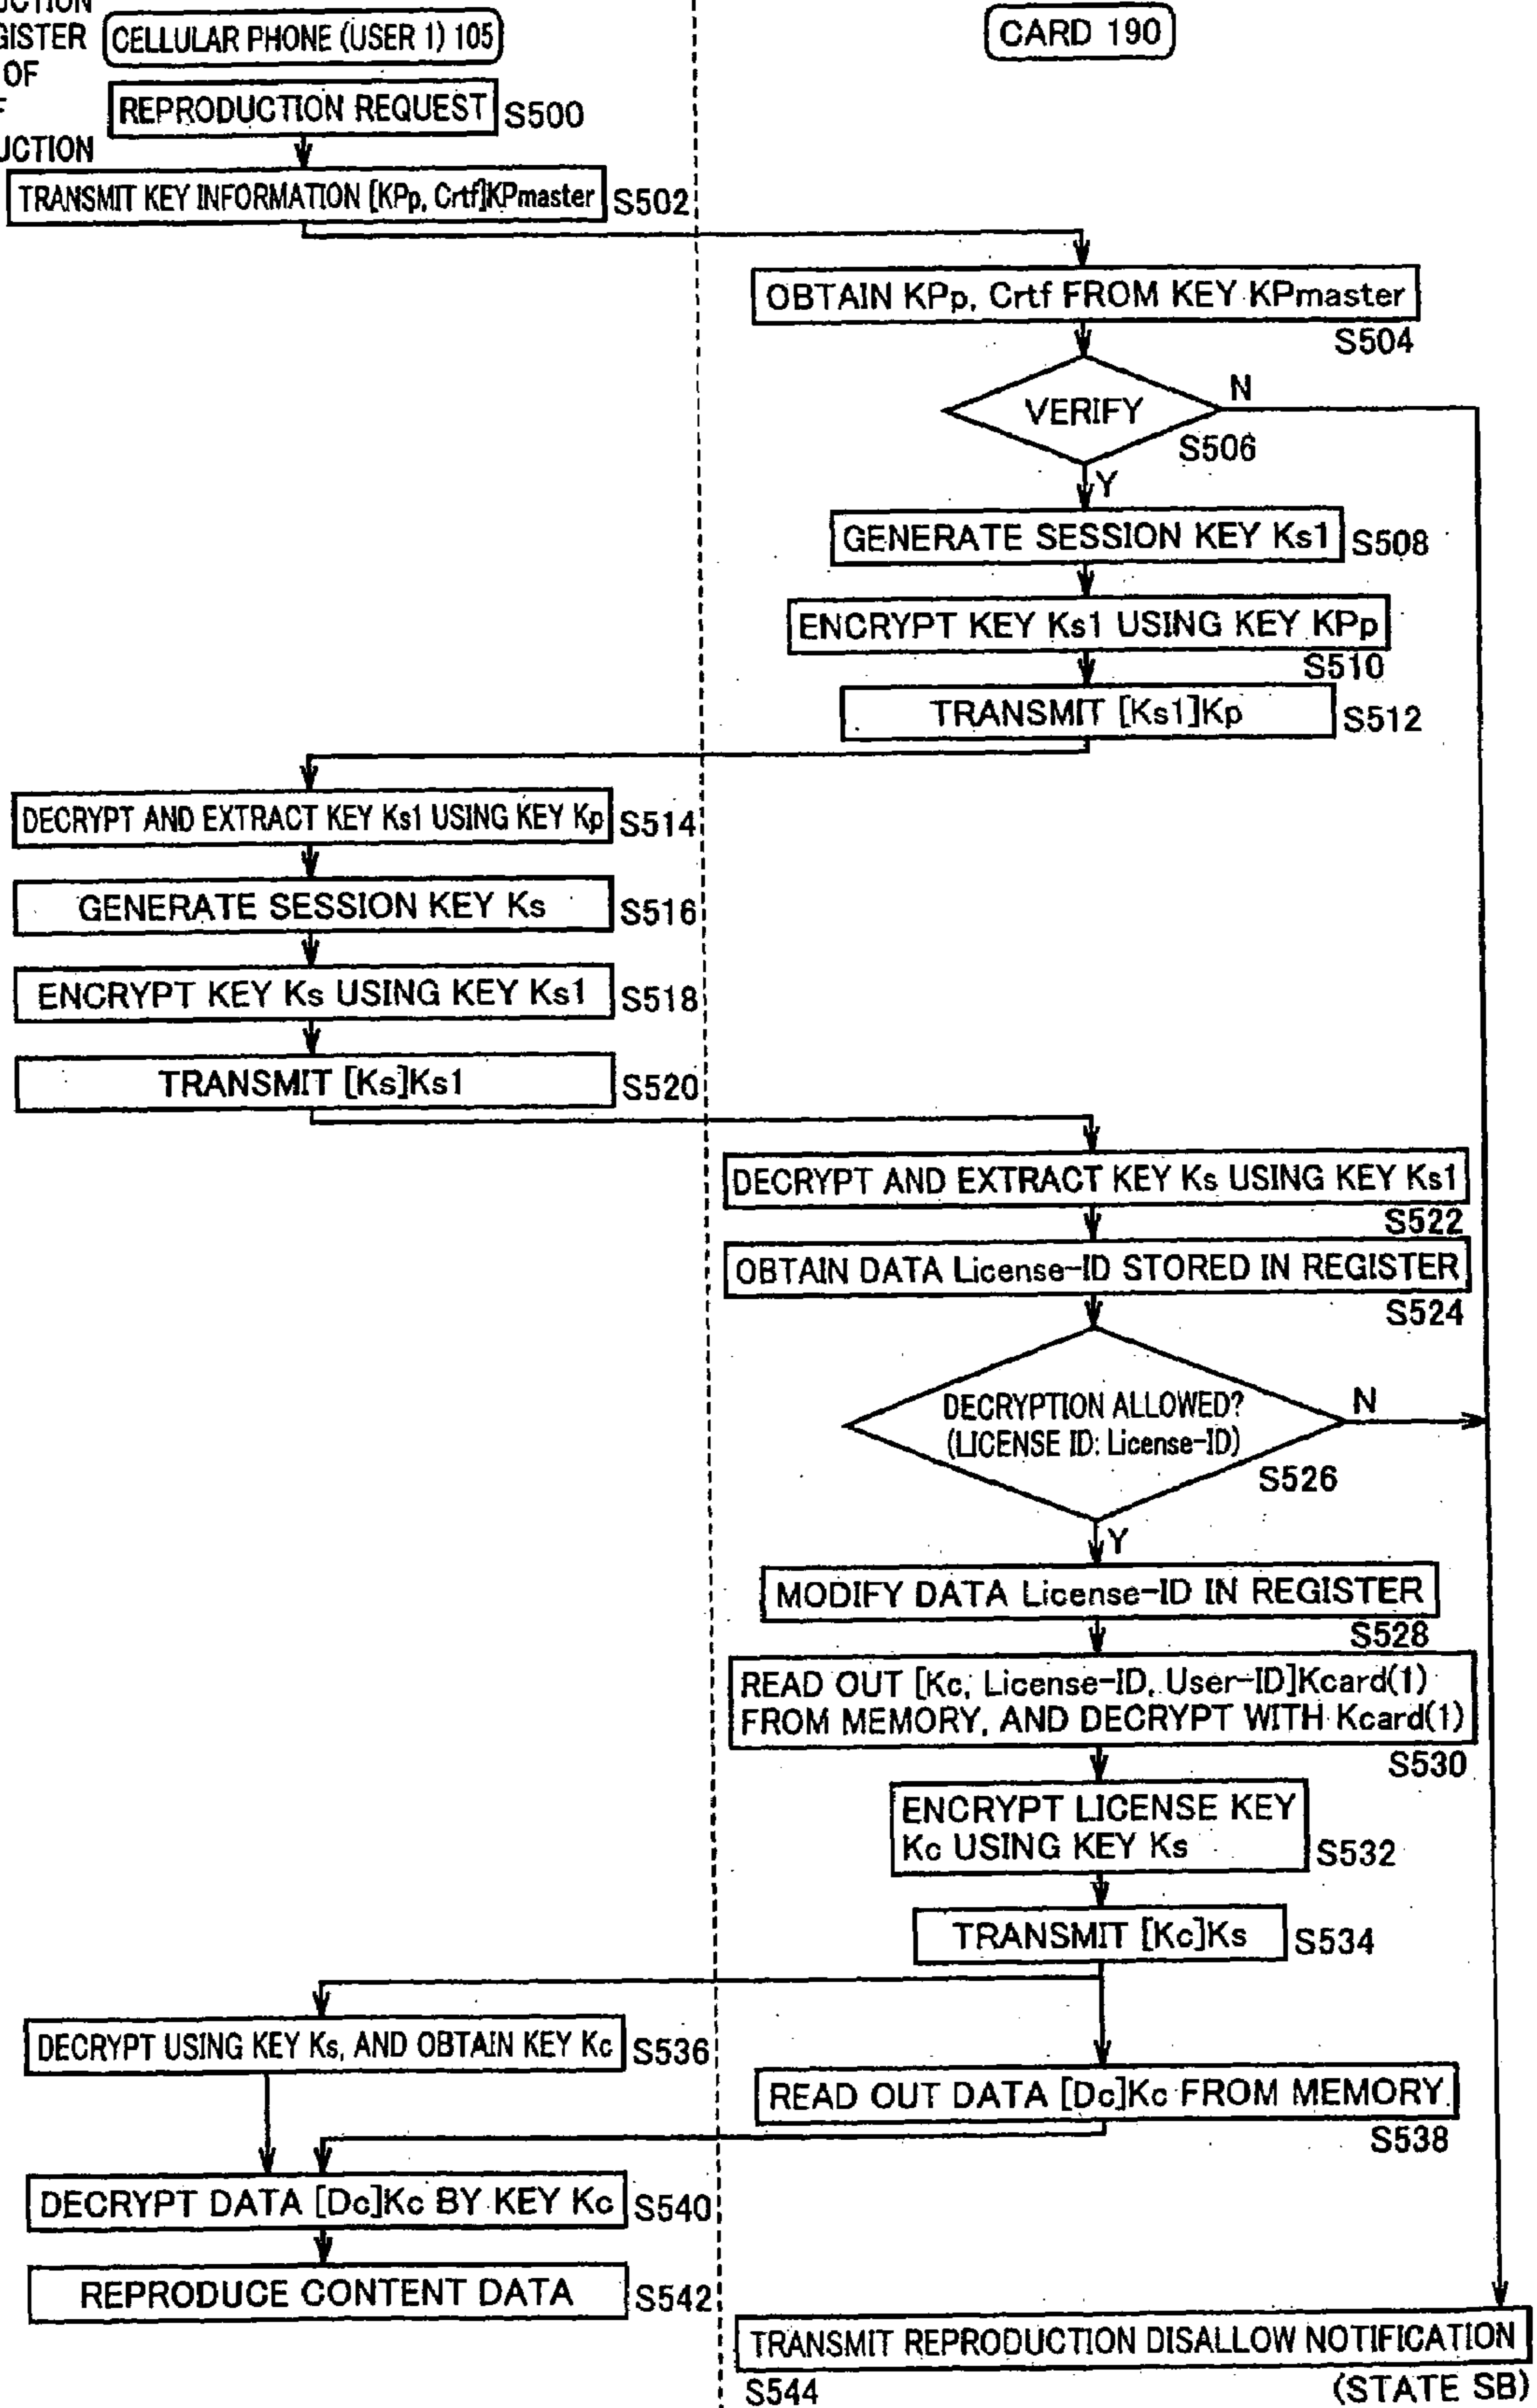 UCTION
GISTER
OF
F
UCTION
CELLULAR PHONE (USER 1) 105
CARD 190
REPRODUCTION REQUEST S500
TRANSMIT KEY INFORMATION [KPp, Crtf]KPmaster S502
OBTAIN KPp, Crtf FROM KEY KPmaster
S504
VERIFY
N
S506
Y
GENERATE SESSION KEY Ks1 S508
ENCRYPT KEY Ks1 USING KEY KPp
S510
TRANSMIT [Ks1]Kp S512
DECRYPT AND EXTRACT KEY Ks1 USING KEY Kp S514
GENERATE SESSION KEY Ks S516
ENCRYPT KEY Ks USING KEY Ks1 S518
TRANSMIT [Ks]Ks1 S520
DECRYPT AND EXTRACT KEY Ks USING KEY Ks1
S522
OBTAIN DATA License-ID STORED IN REGISTER
S524
DECRYPTION ALLOWED?
(LICENSE ID: License-ID)
N
S526
Y
MODIFY DATA License-ID IN REGISTER
S528
READ OUT [Kc, License-ID, User-ID]Kcard(1)
FROM MEMORY, AND DECRYPT WITH Kcard(1)
S530
ENCRYPT LICENSE KEY
Kc USING KEY Ks S532
TRANSMIT [Kc]Ks S534
DECRYPT USING KEY Ks, AND OBTAIN KEY Kc S536
READ OUT DATA [Dc]Kc FROM MEMORY
S538
DECRYPT DATA [Dc]Kc BY KEY Kc S540
REPRODUCE CONTENT DATA S542
TRANSMIT REPRODUCTION DISALLOW NOTIFICATION
S544 (STATE SB)